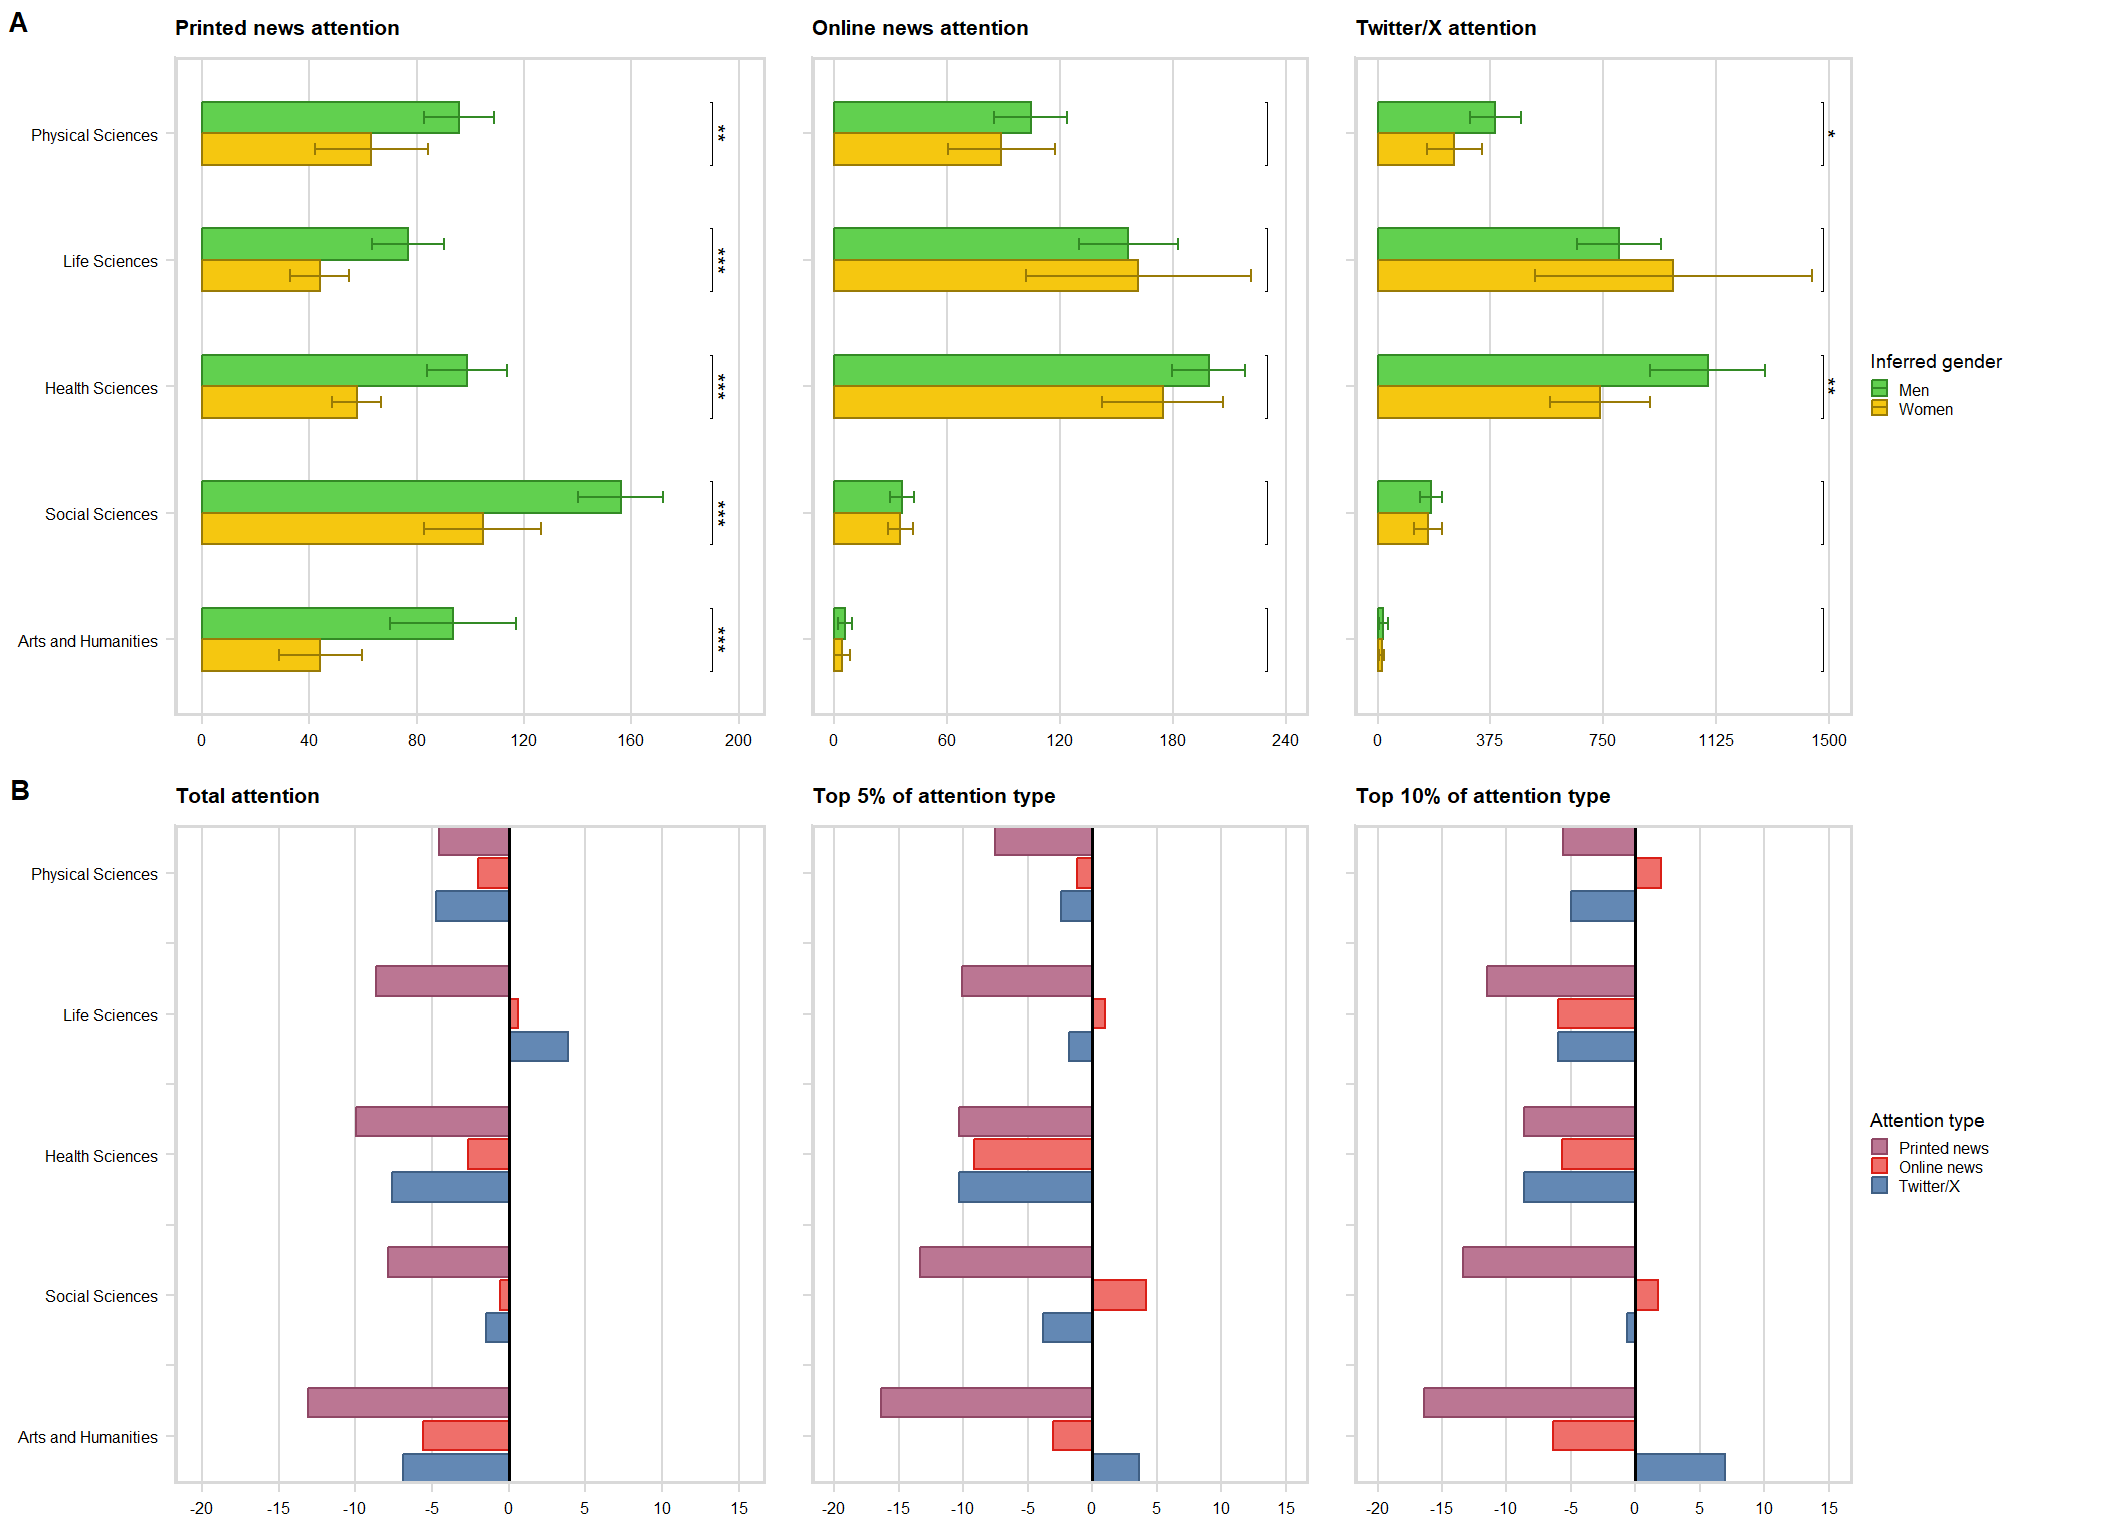 A
Printed news attention
Online news attention
Twitter/X attention
Physical Sciences
**
*
Life Sciences
***
Health Sciences
***
**
Social Sciences
***
Arts and Humanities
***
0 40 80 120 160 200
0 60 120 180 240
0 375 750 1125 1500
Inferred gender
Men
Women
B
Total attention
Top 5% of attention type
Top 10% of attention type
Physical Sciences
Life Sciences
Health Sciences
Social Sciences
Arts and Humanities
-20 -15 -10 -5 0 5 10 15
-20 -15 -10 -5 0 5 10 15
-20 -15 -10 -5 0 5 10 15
Attention type
Printed news
Online news
Twitter/X